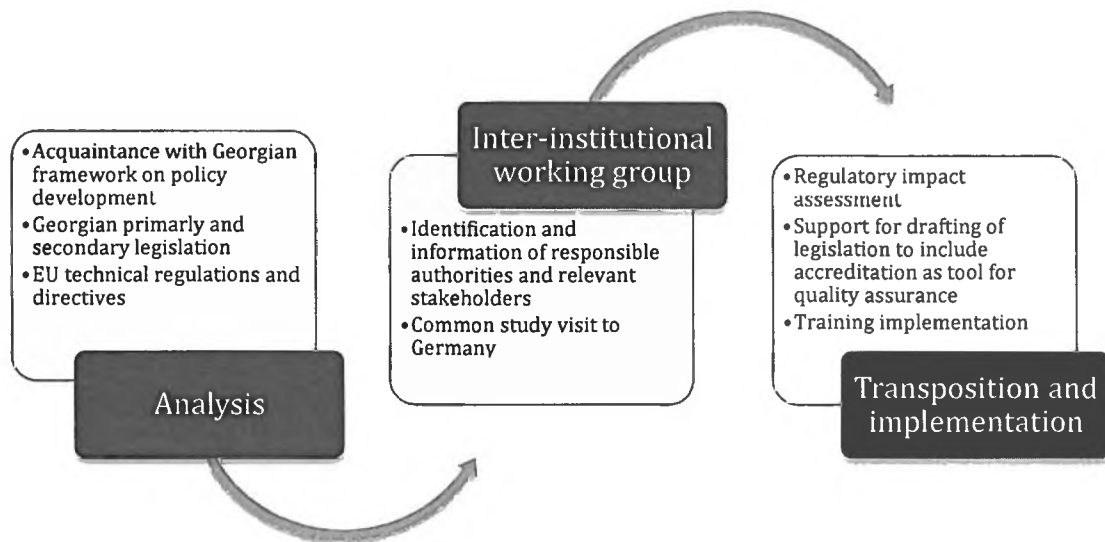 •Acquaintance with Georgian
framework on policy
development
•Georgian primarly and
secondary legislation
•EU technical regulations and
directives
Analysis
Inter-institutional
working group
•Identification and
information of responsible
authorities and relevant
stakeholders
•Common study visit to
Germany
•Regulatory impact
assessment
•Support for drafting of
legislation to include
accreditation as tool for
quality assurance
•Training implementation
Transposition and
implementation